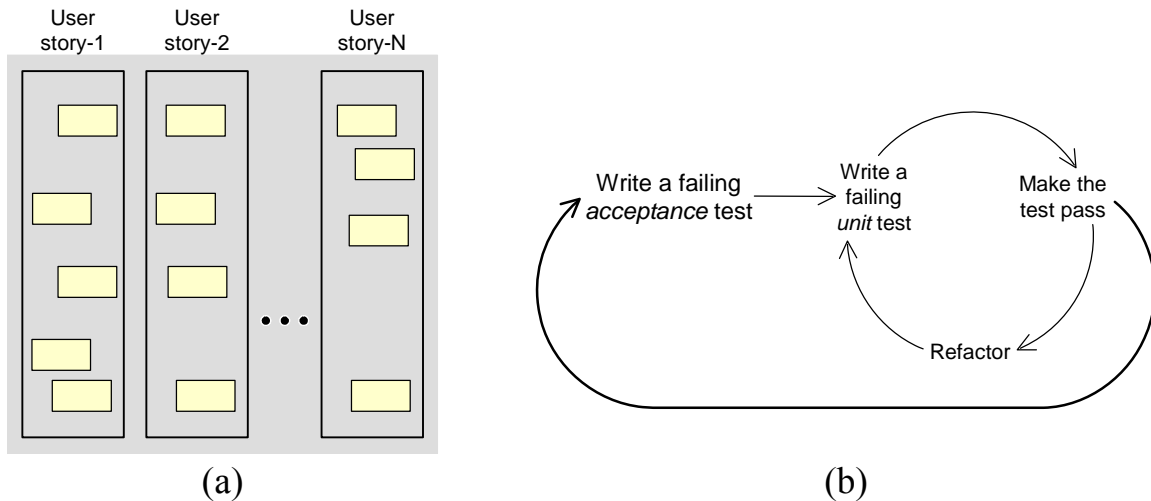 User
story-1
User
story-2
User
story-N
(a)
Write a failing
acceptance test
Write a
failing
unit test
Make the
test pass
Refactor
(b)